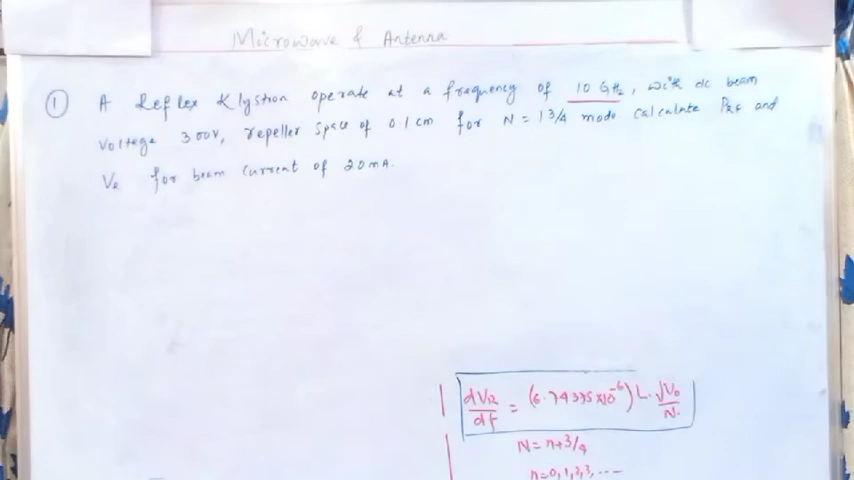 Microwave & Antenna
① A Reflex Klystron operate at a frequency of 10 GHz, with dc beam
Voltage 300V, repeller space of 0.1cm for N = 1 3/4 mode. Calculate PRF and
VR for beam current of 20mA.
dVR/df = (6.74335×10^-6) L. √V0/N.
N = n+3/4
n=0,1,2,3, ----